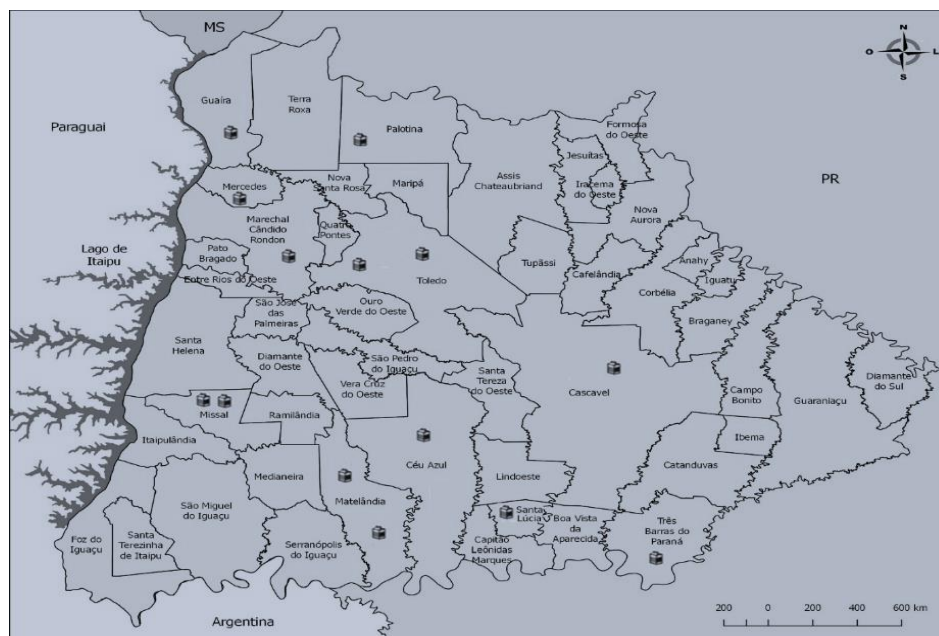 MS
N
O
L
S
Guaíra
Terra
Roxa
Paraguai
Palotina
Formosa
do Oeste
Jesuítas
Assis
Chateaubriand
PR
Nova
Santa Rosa
Maripá
Mercedes
Iracema
do Oeste
Nova
Aurora
Marechal
Cândido
Rondon
Quatro
Pontes
Lago de
Itaipu
Pato
Bragado
Tupãssi
Cafelândia
Anahy
Iguatu
Entre Rios do Oeste
Toledo
Corbélia
São José
das
Palmeiras
Ouro
Verde do Oeste
Braganey
Santa
Helena
Diamante
do Oeste
São Pedro
do Iguaçu
Vera Cruz
do Oeste
Santa
Tereza
do Oeste
Cascavel
Campo
Bonito
Guaraniaçu
Diamante
do Sul
Missal
Ramilândia
Itaipulândia
Ibema
Céu Azul
Catanduvas
Medianeira
Lindoeste
São Miguel
do Iguaçu
Matelândia
Santa
Lúcia
Boa Vista
da
Aparecida
Três
Barras do
Paraná
Foz do
Iguaçu
Santa
Terezinha
de Itaipu
Serranópolis
do Iguaçu
Capitão
Leônidas
Marques
Argentina
200 0 200 400 600 km